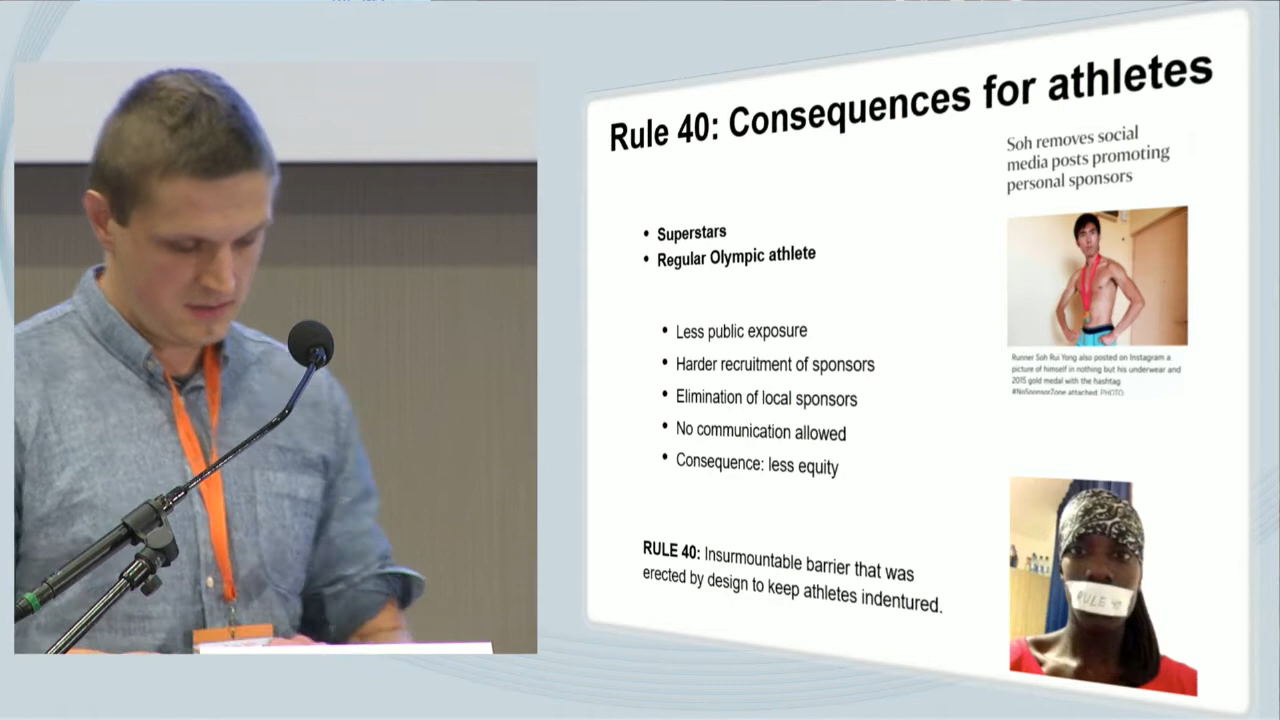 Rule 40: Consequences for athletes
Soh removes social
media posts promoting
personal sponsors
• Superstars
• Regular Olympic athlete
• Less public exposure
• Harder recruitment of sponsors
• Elimination of local sponsors
• No communication allowed
• Consequence: less equity
Runner Soh Rui Yong also posted on Instagram a
picture of himself in nothing but his underwear and
2015 gold medal with the hashtag
#NoSponsorZone attached PHOTO:
RULE 40: Insurmountable barrier that was
erected by design to keep athletes indentured.
RULE 40